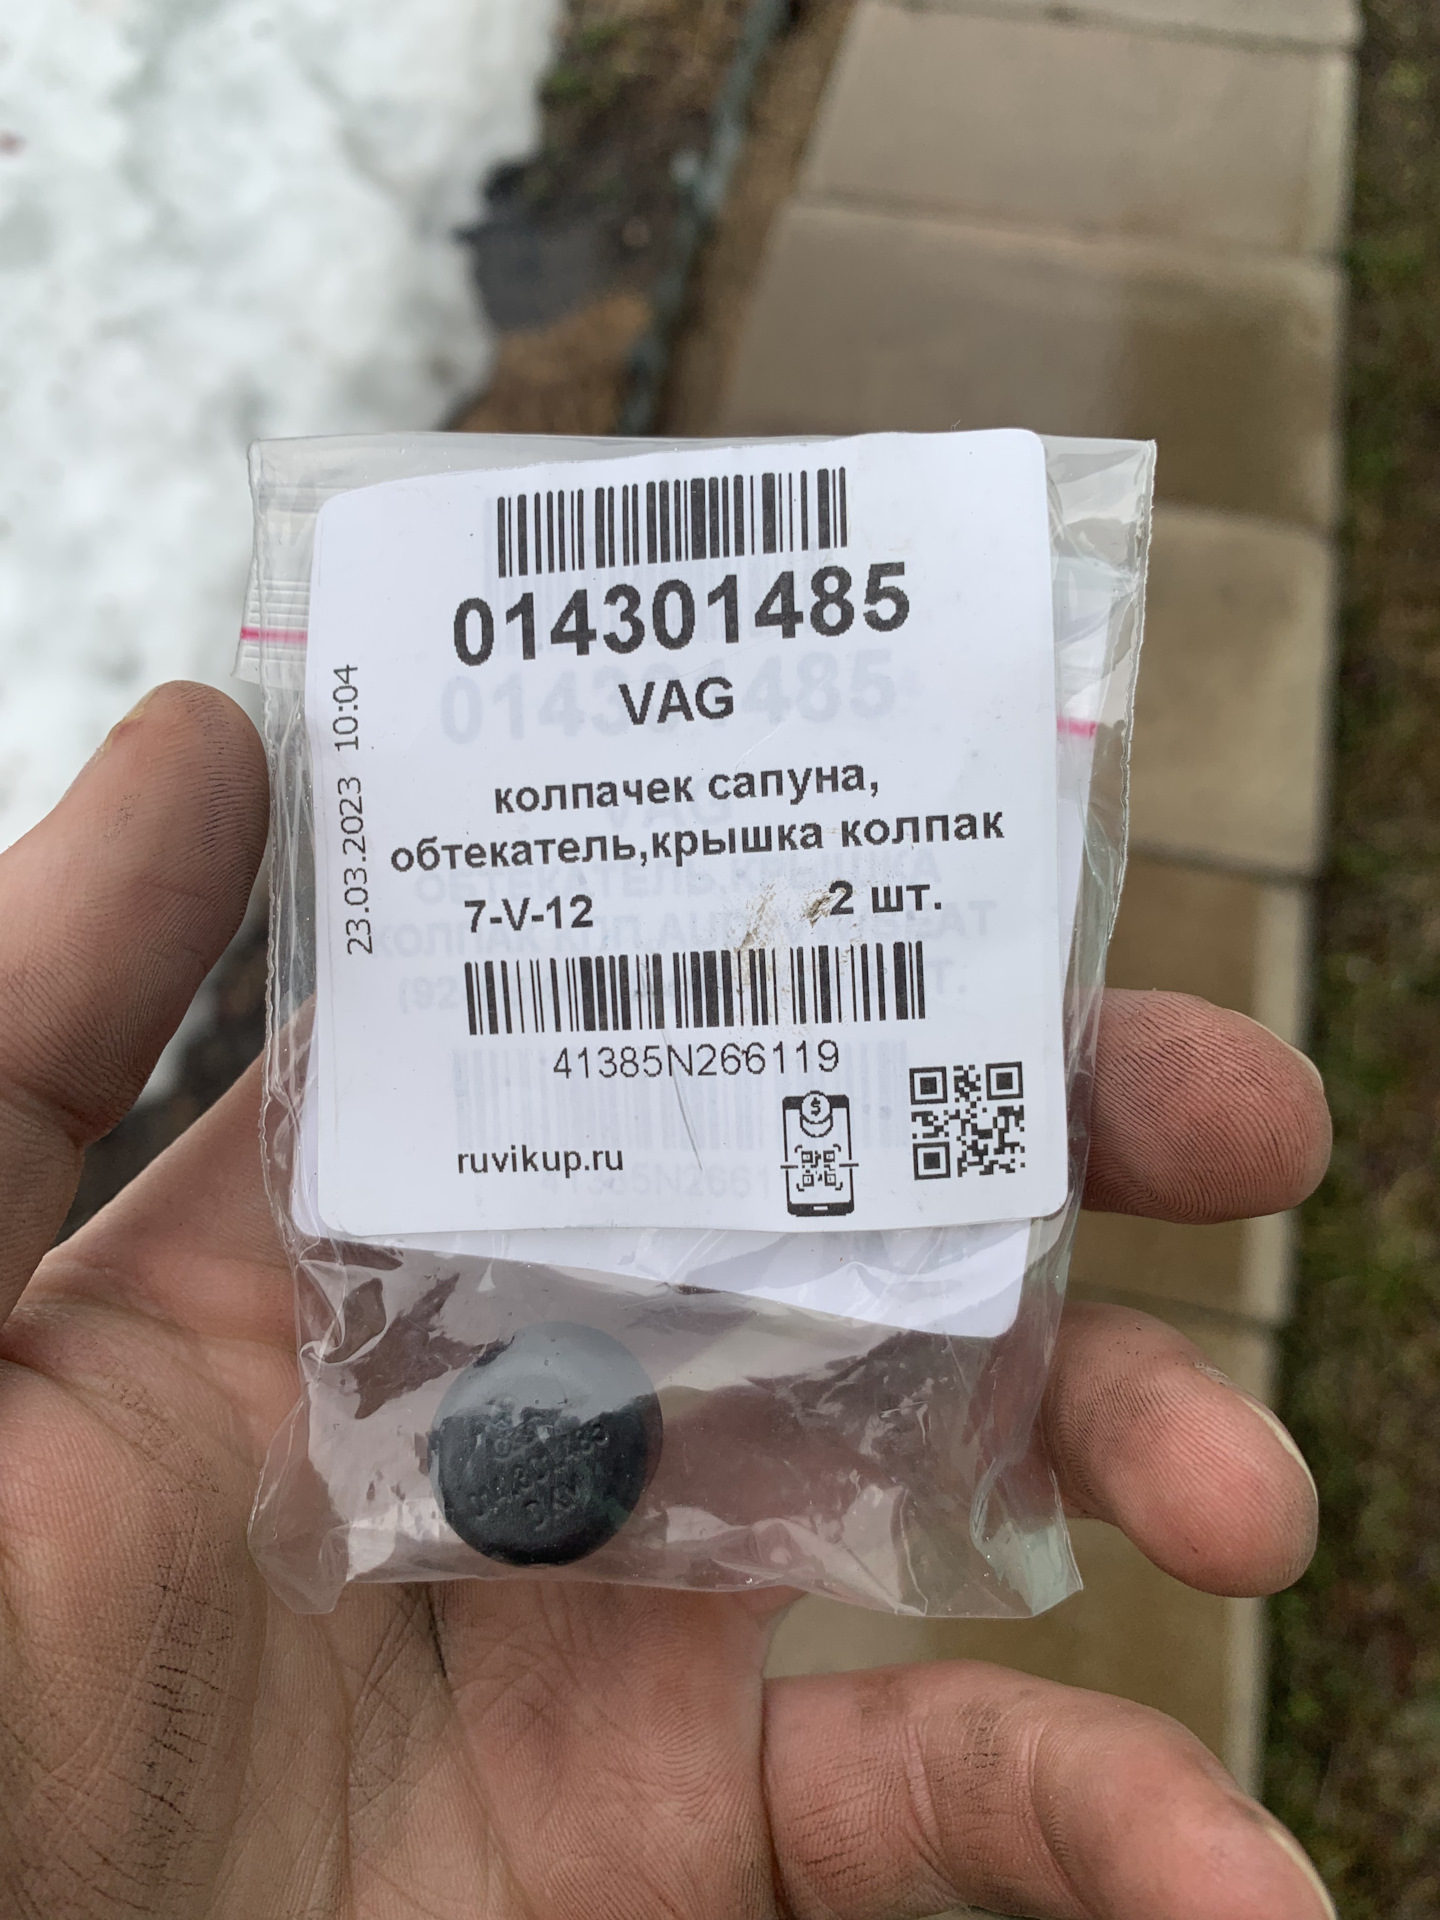 014301485
VAG
23.03.2023 10:04
колпачек сапуна,
обтекатель,крышка колпак
7-V-12 2 шт.
41385N266119
ruvikup.ru
$